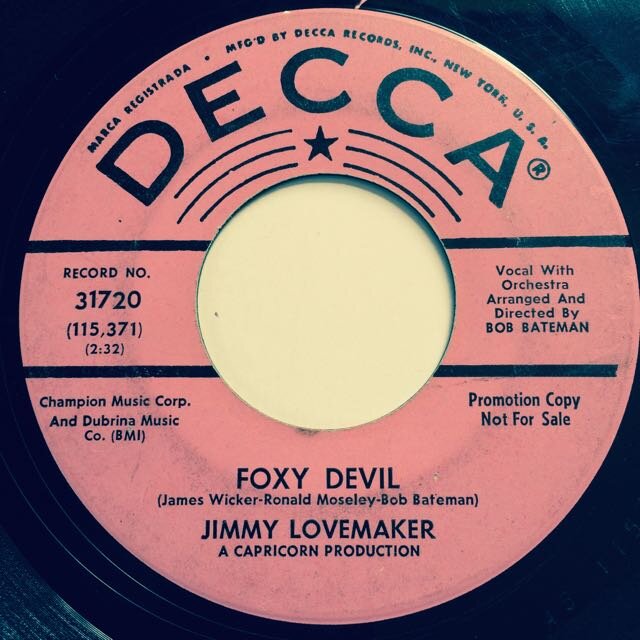 MARCA REGISTRADA • MFG'D BY DECCA RECORDS, INC., NEW YORK, U.S.A.
DECCA®
RECORD NO.
31720
(115,371)
(2:32)
Vocal With
Orchestra
Arranged And
Directed By
BOB BATEMAN
Champion Music Corp.
And Dubrina Music
Co. (BMI)
Promotion Copy
Not For Sale
FOXY DEVIL
(James Wicker-Ronald Moseley-Bob Bateman)
JIMMY LOVEMAKER
A CAPRICORN PRODUCTION